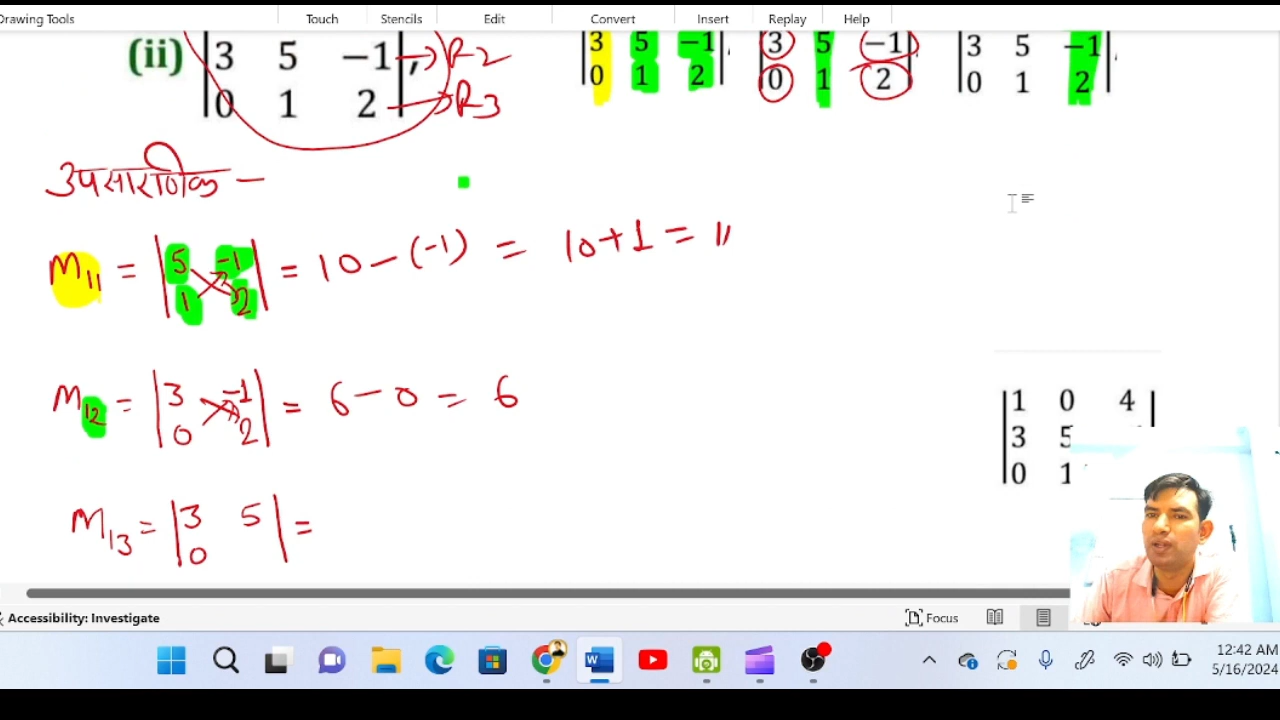 Drawing Tools Touch Stencils Edit Convert Insert Replay Help
(ii) |3 5 −1|, → R2 |3 5 −1|, |3 5 −1|, |3 5 −1|,
|0 1 2| → R3 |0 1 2| |0 1 2| |0 1 2|
उपसारणिक −
M11 = |5 -1| = 10 − (-1) = 10 + 1 = 11
|1 2|
M12 = |3 -1| = 6 − 0 = 6
|0 2|
|1 0 4|
|3 5
|0 1
M13 = |3 5| =
|0
Accessibility: Investigate Focus
12:42 AM
5/16/2024